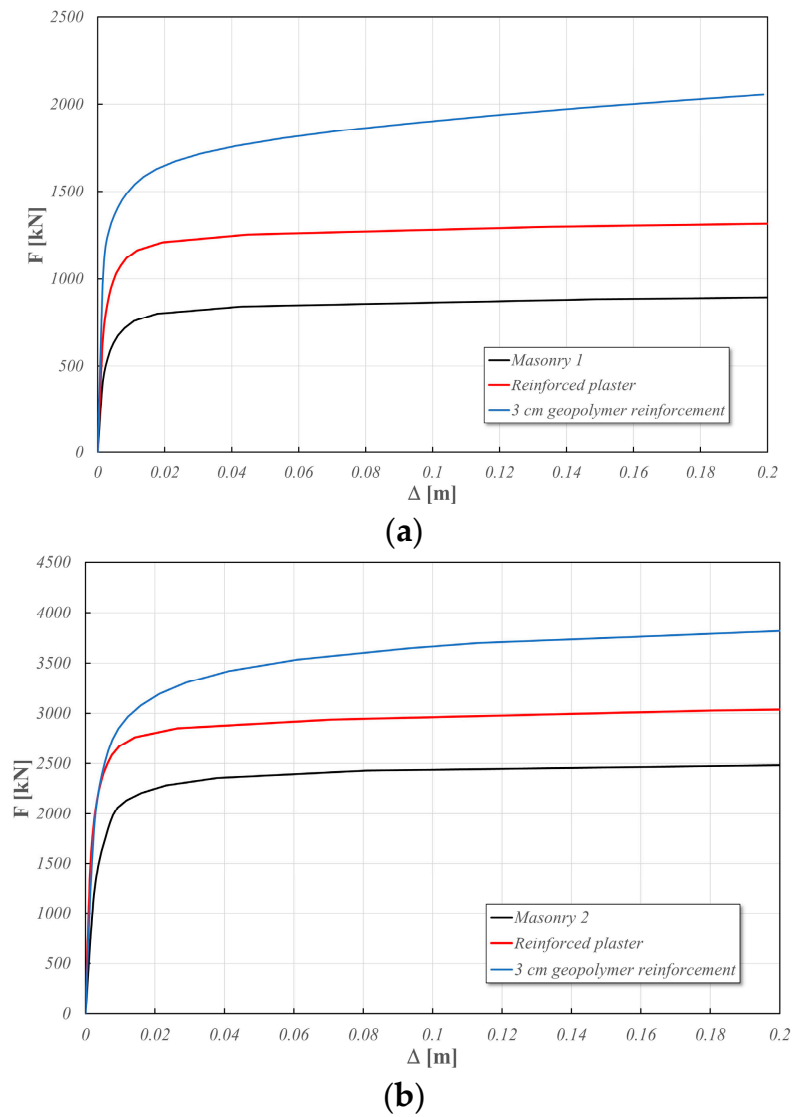 2500
2000
1500
1000
500
0
F [kN]
Masonry 1
Reinforced plaster
3 cm geopolymer reinforcement
0 0.02 0.04 0.06 0.08 0.1 0.12 0.14 0.16 0.18 0.2
Δ [m]
(a)
4500
4000
3500
3000
2500
2000
1500
1000
500
0
F [kN]
Masonry 2
Reinforced plaster
3 cm geopolymer reinforcement
0 0.02 0.04 0.06 0.08 0.1 0.12 0.14 0.16 0.18 0.2
Δ [m]
(b)